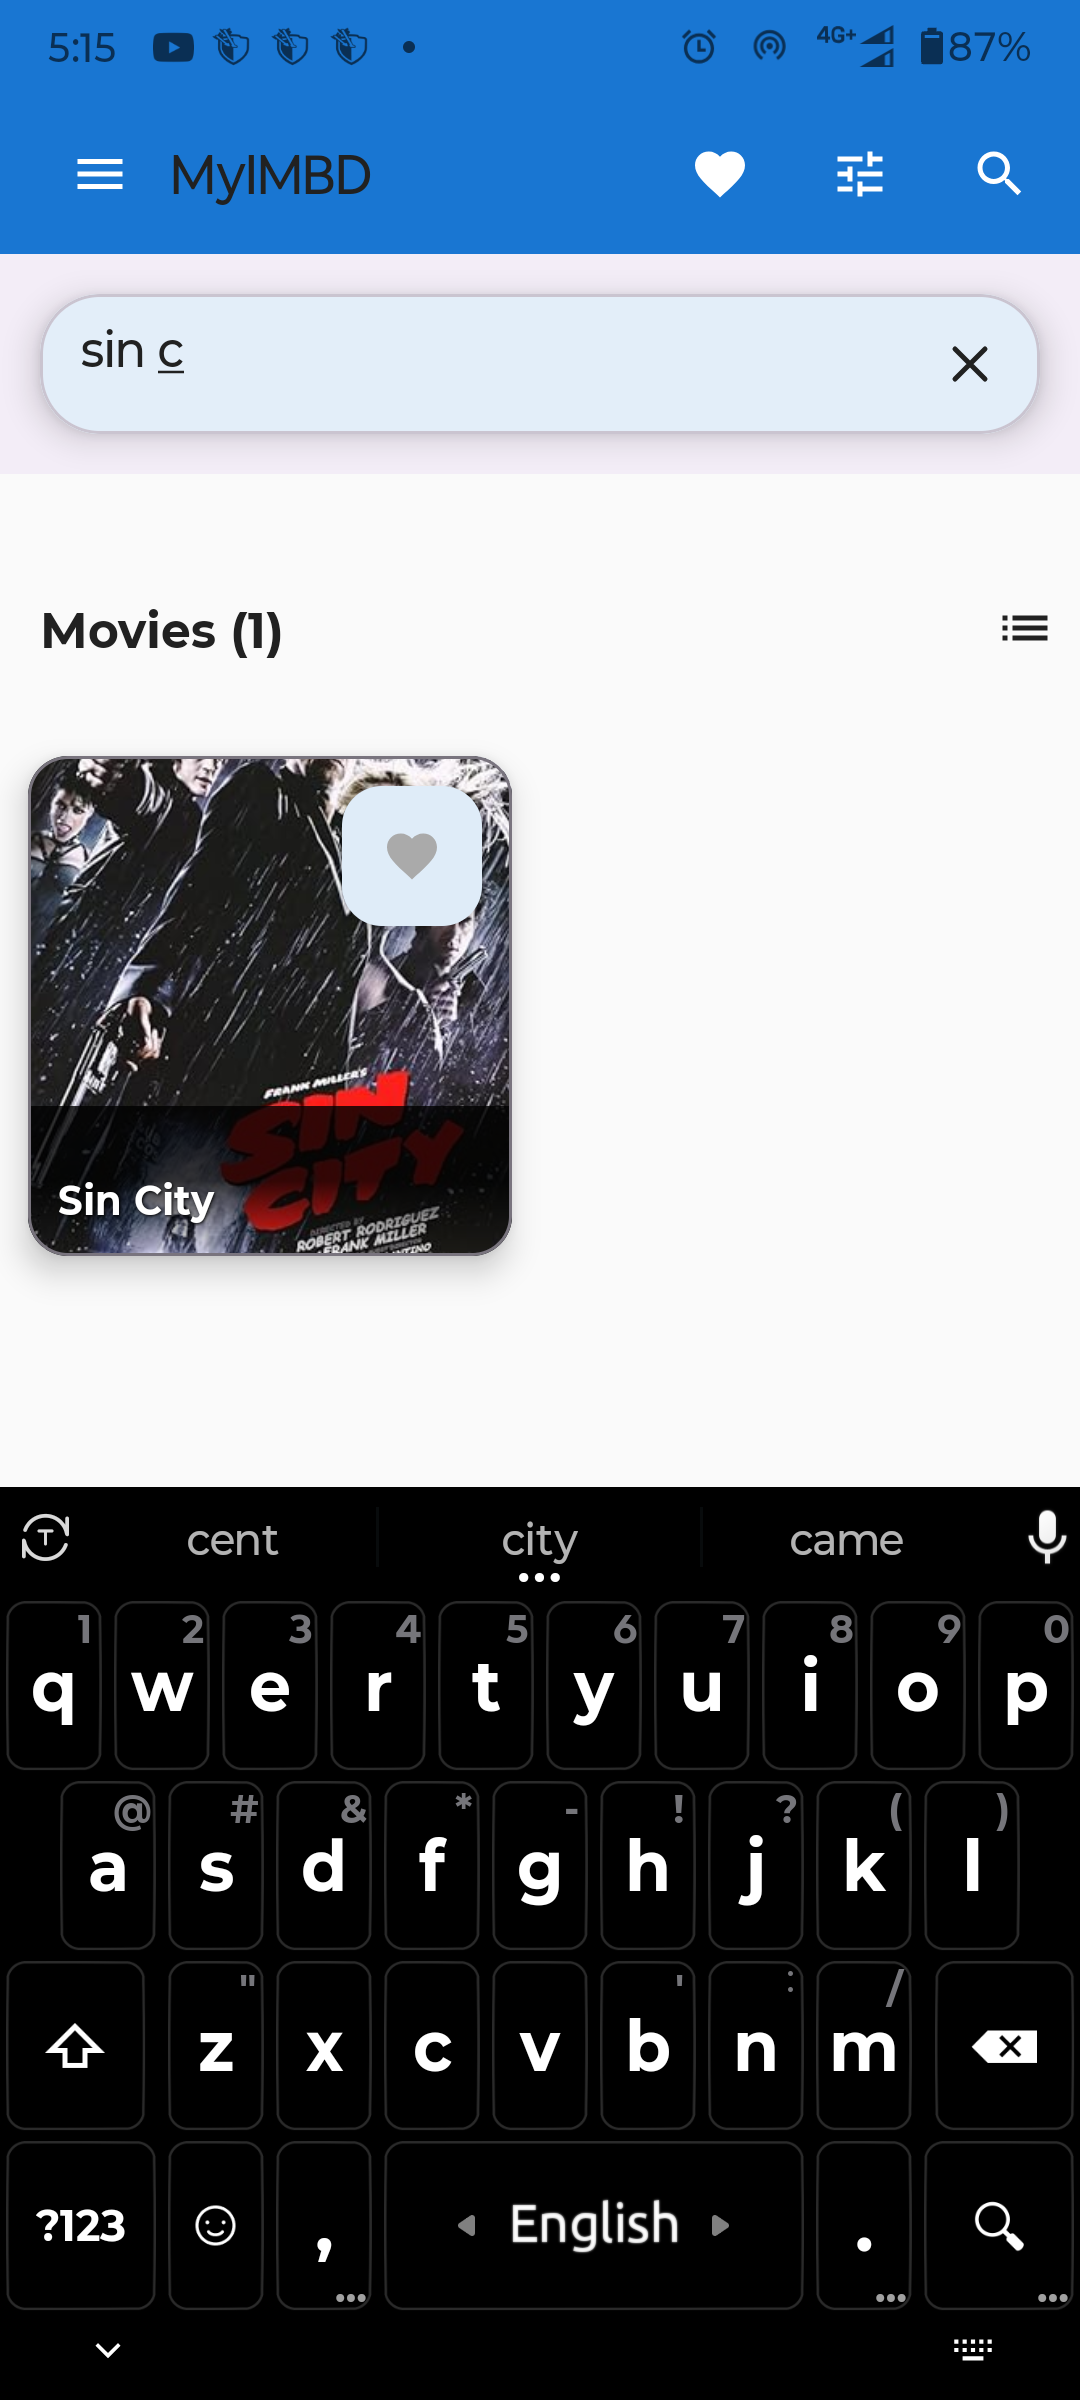 5:15 4G+ 87%
MyIMBD
sin c
Movies (1)
FRANK MILLER'S
SIN
CITY
Sin City
DIRECTED BY
ROBERT RODRIGUEZ
FRANK MILLER
cent city came
1 2 3 4 5 6 7 8 9 0
q w e r t y u i o p
@ # & * - ! ? ( )
a s d f g h j k l
" ' : /
z x c v b n m
?123 , English .